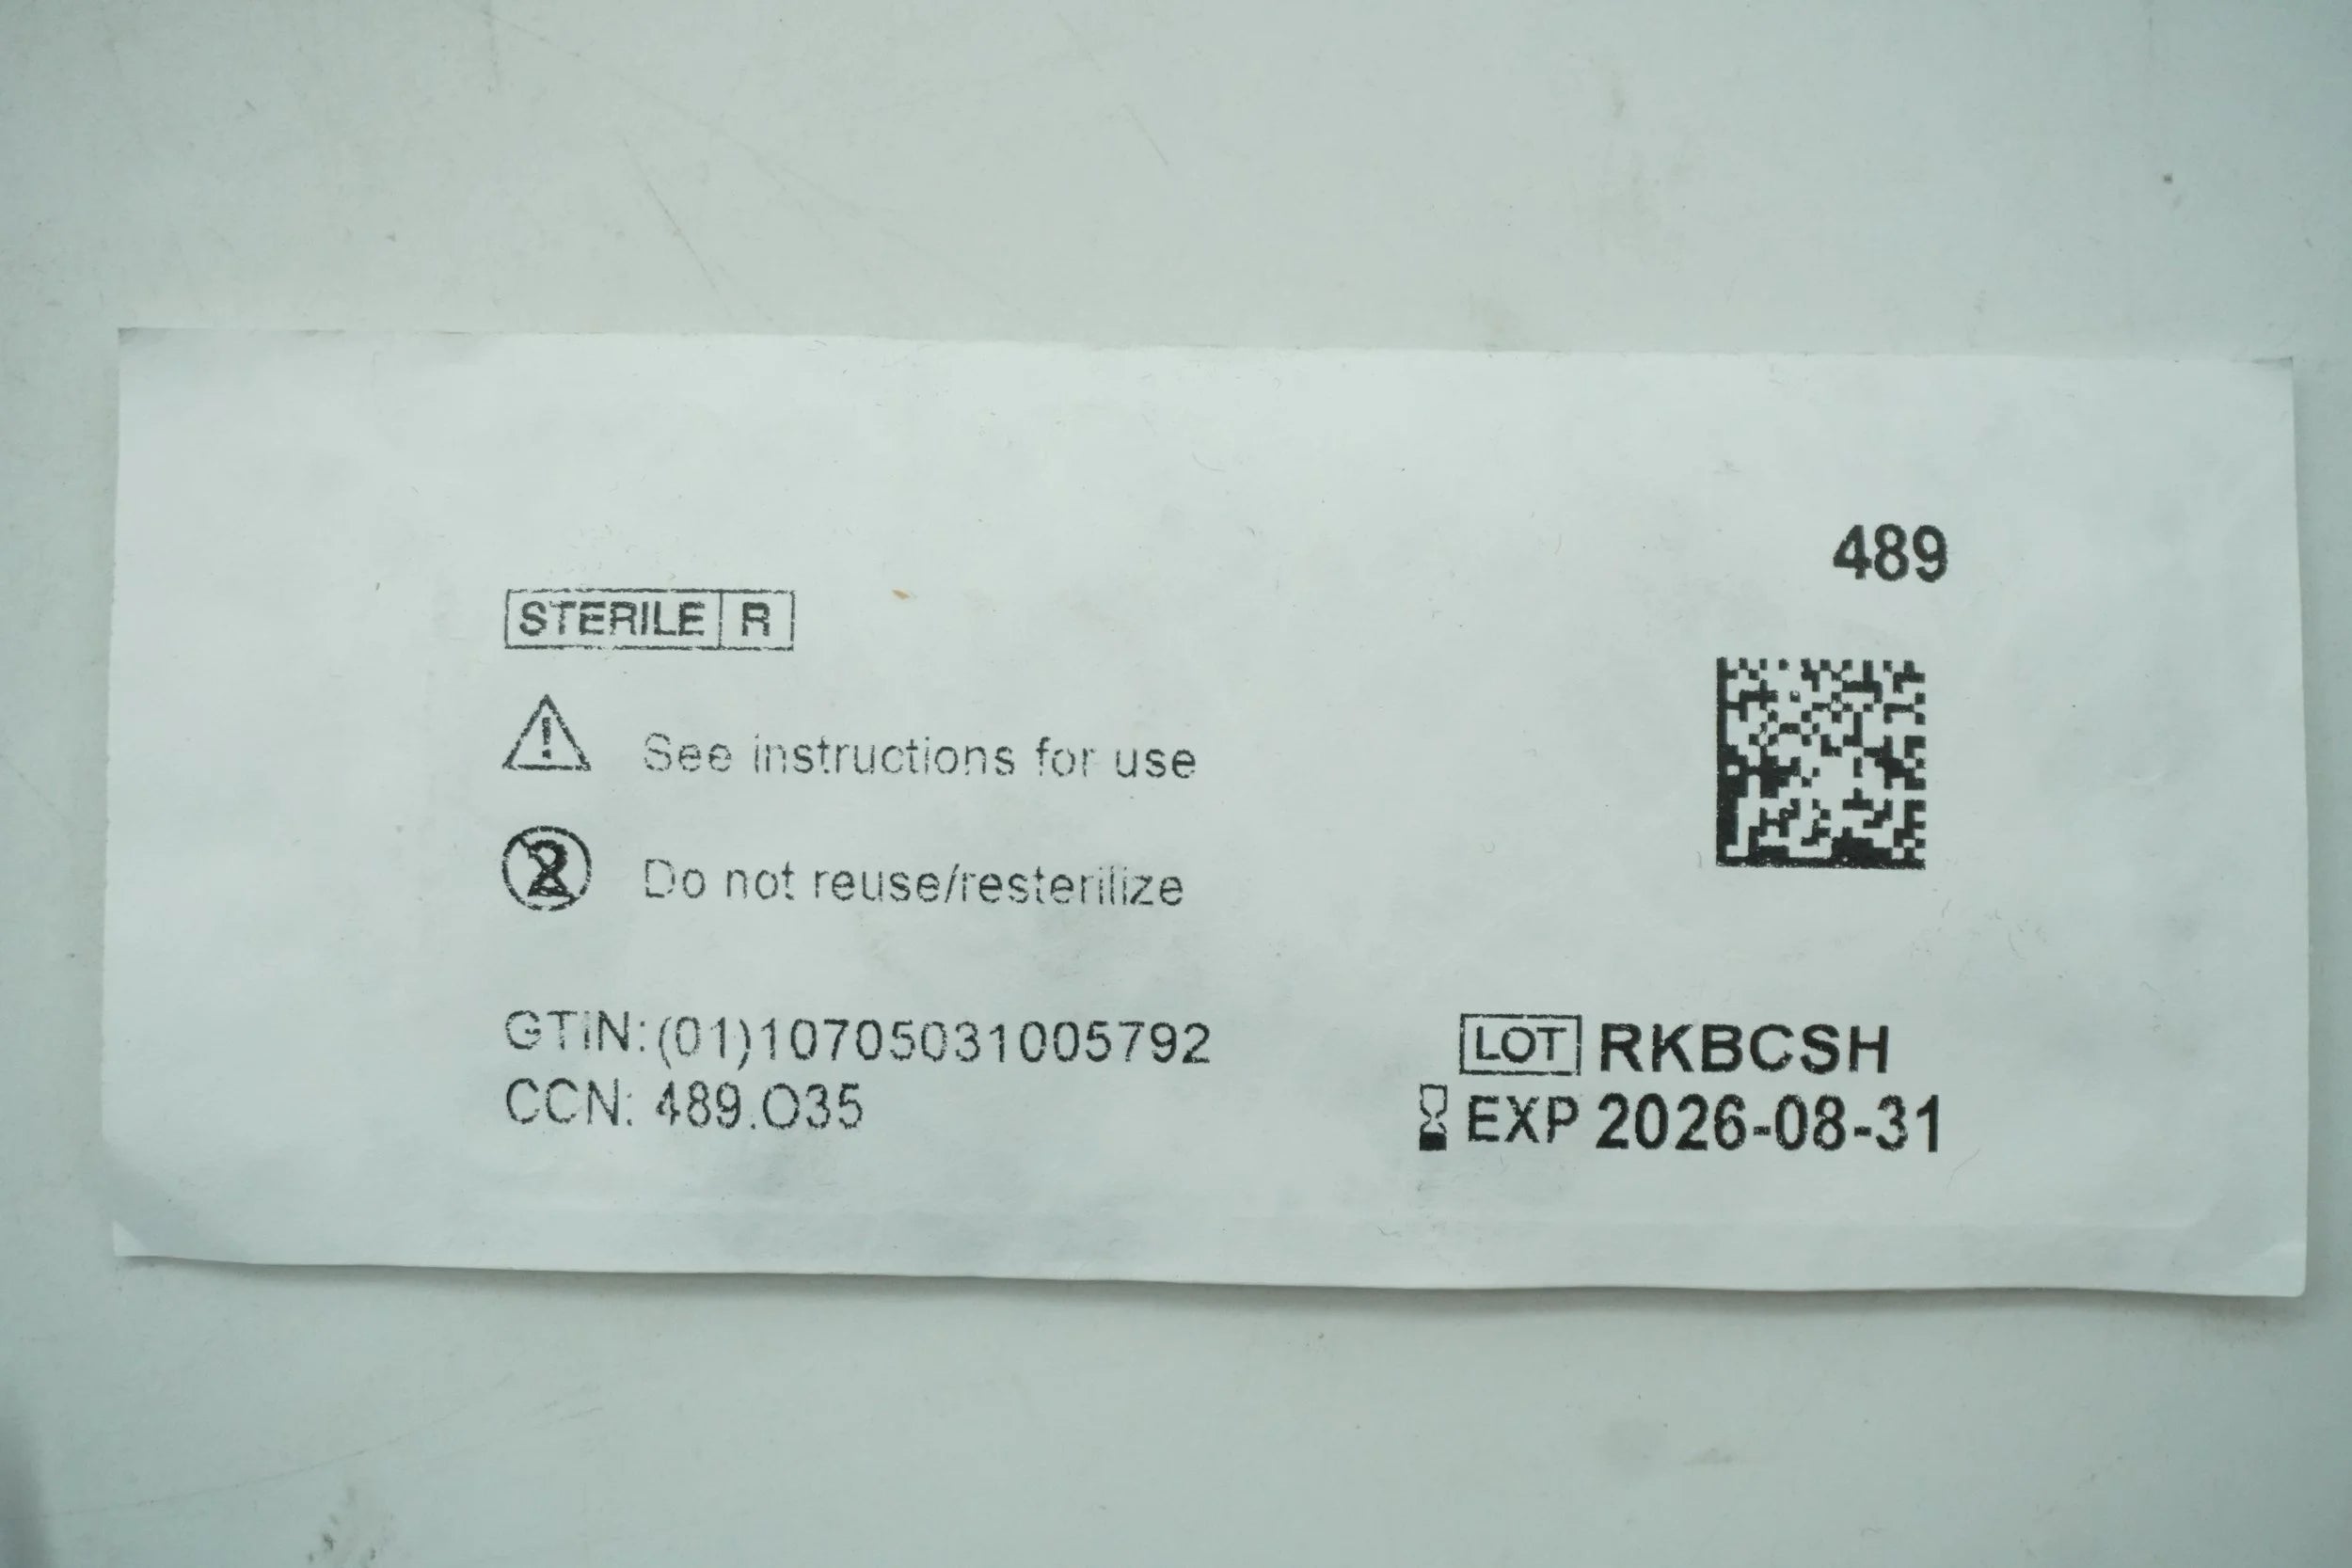 489
STERILE R
See instructions for use
Do not reuse/resterilize
GTIN: (01)10705031005792
CCN: 489.O35
LOT RKBCSH
EXP 2026-08-31